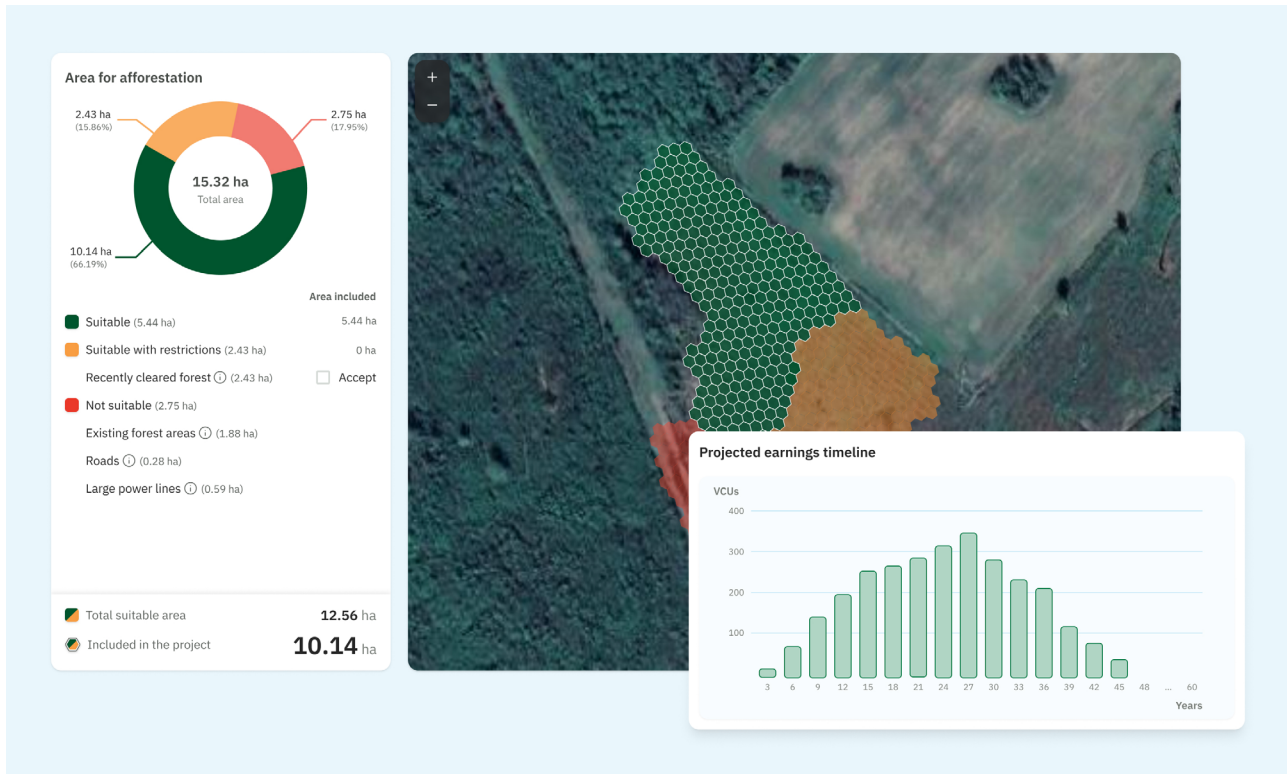 Area for afforestation
2.43 ha
(15.86%)
2.75 ha
(17.95%)
15.32 ha
Total area
10.14 ha
(66.19%)
Area included
Suitable (5.44 ha) 5.44 ha
Suitable with restrictions (2.43 ha) 0 ha
Recently cleared forest (2.43 ha) Accept
Not suitable (2.75 ha)
Existing forest areas (1.88 ha)
Roads (0.28 ha)
Large power lines (0.59 ha)
Total suitable area 12.56 ha
Included in the project 10.14 ha
+
−
Projected earnings timeline
VCUs
400
300
200
100
3 6 9 12 15 18 21 24 27 30 33 36 39 42 45 48 ... 60
Years